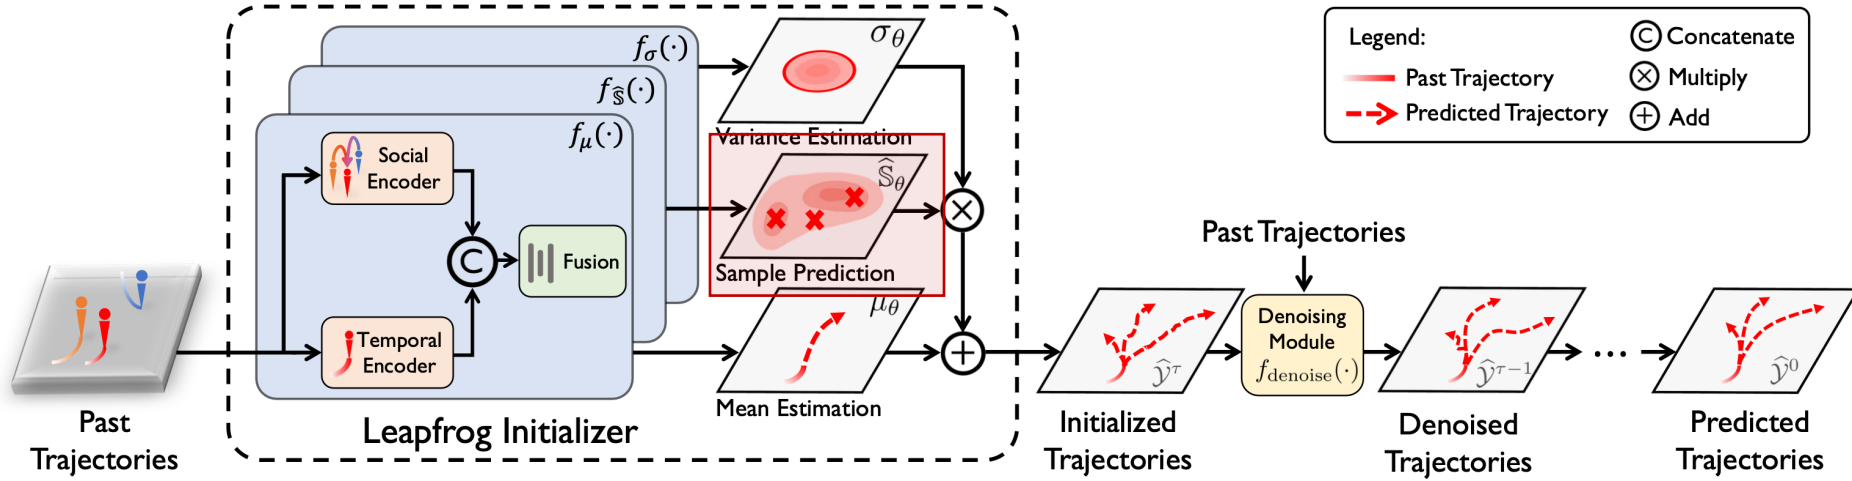 f_σ(·)
f_Ŝ(·)
f_μ(·)
Social
Encoder
C
Fusion
Temporal
Encoder
Leapfrog Initializer
σ_θ
Variance Estimation
Ŝ_θ
Sample Prediction
μ_θ
Mean Estimation
Past
Trajectories
Ŷ^τ
Initialized
Trajectories
Past Trajectories
Denoising
Module
f_denoise(·)
Ŷ^τ−1
Denoised
Trajectories
...
Ŷ^0
Predicted
Trajectories
Legend:
Past Trajectory
Predicted Trajectory
C Concatenate
× Multiply
+ Add